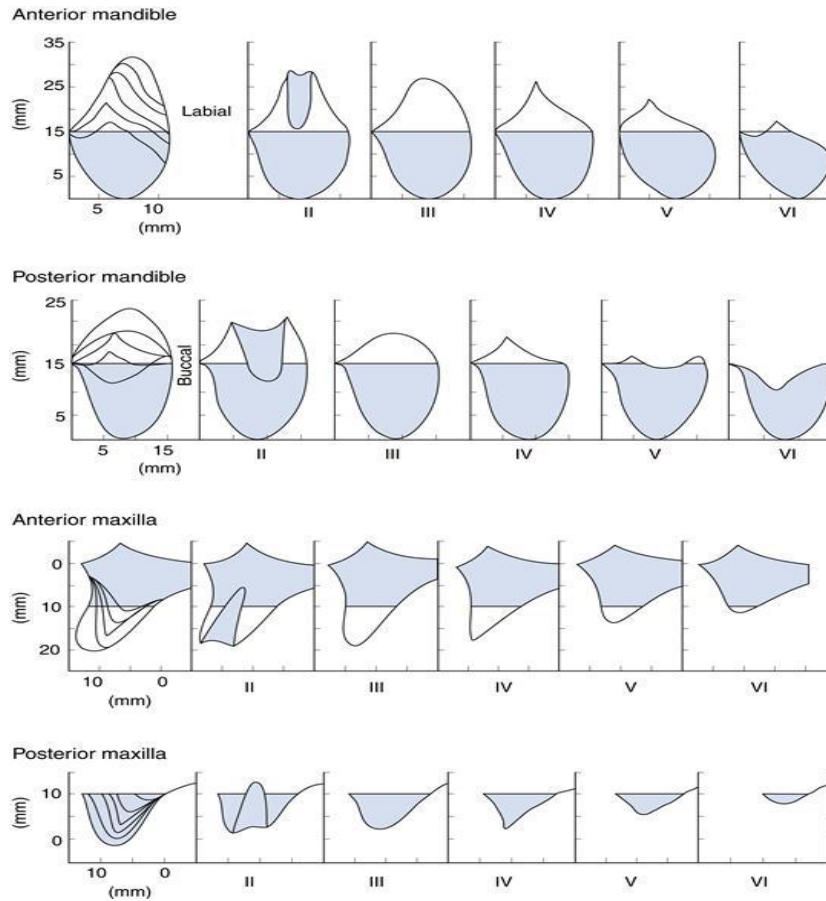 Anterior mandible
35
25
15
5
(mm)
5 10
(mm)
Labial
II III IV V VI
Posterior mandible
25
15
5
(mm)
5 15
(mm)
Buccal
II III IV V VI
Anterior maxilla
0
10
20
(mm)
10 0
(mm)
II III IV V VI
Posterior maxilla
10
0
(mm)
10 0
(mm)
II III IV V VI